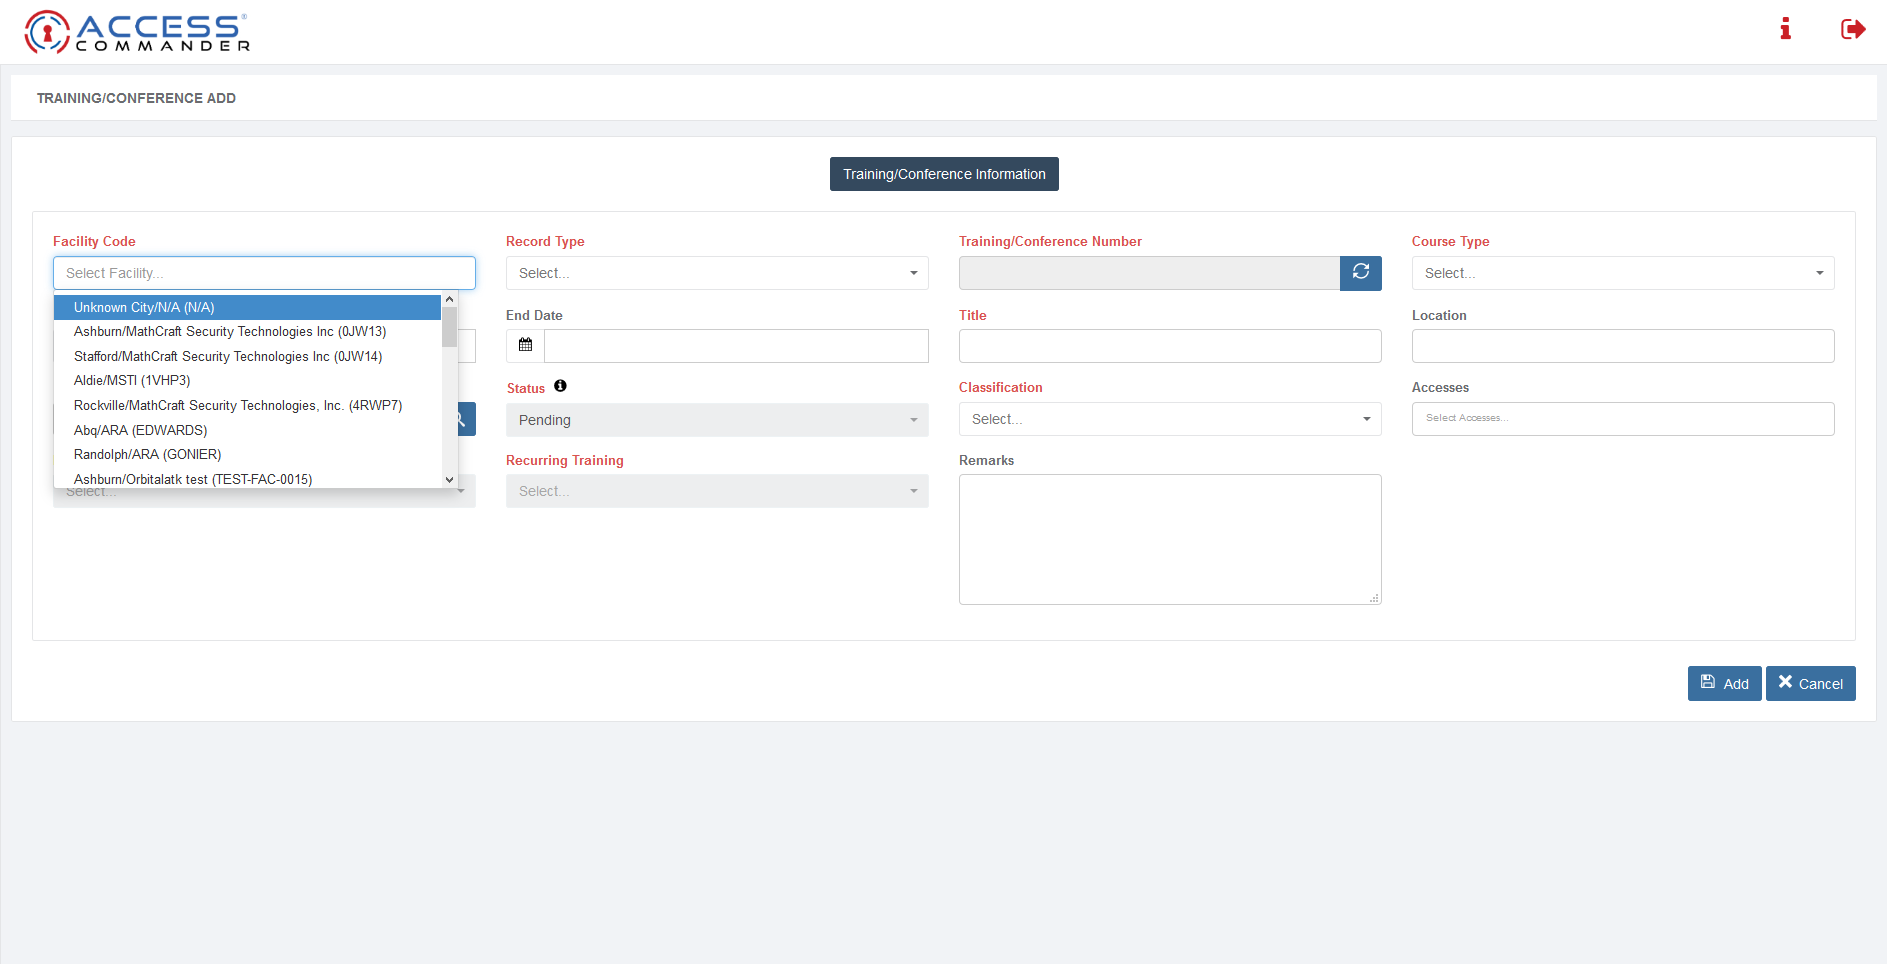 ACCESS®
COMMANDER
TRAINING/CONFERENCE ADD
Training/Conference Information
Facility Code
Record Type
Training/Conference Number
Course Type
Select Facility...
Select...
Select...
Unknown City/N/A (N/A)
Ashburn/MathCraft Security Technologies Inc (0JW13)
Stafford/MathCraft Security Technologies Inc (0JW14)
Aldie/MSTI (1VHP3)
Rockville/MathCraft Security Technologies, Inc. (4RWP7)
Abq/ARA (EDWARDS)
Randolph/ARA (GONIER)
Ashburn/Orbitalatk test (TEST-FAC-0015)
End Date
Title
Location
Status
Classification
Accesses
Pending
Select...
Select Accesses...
Recurring Training
Remarks
Select...
Select...
Add
Cancel